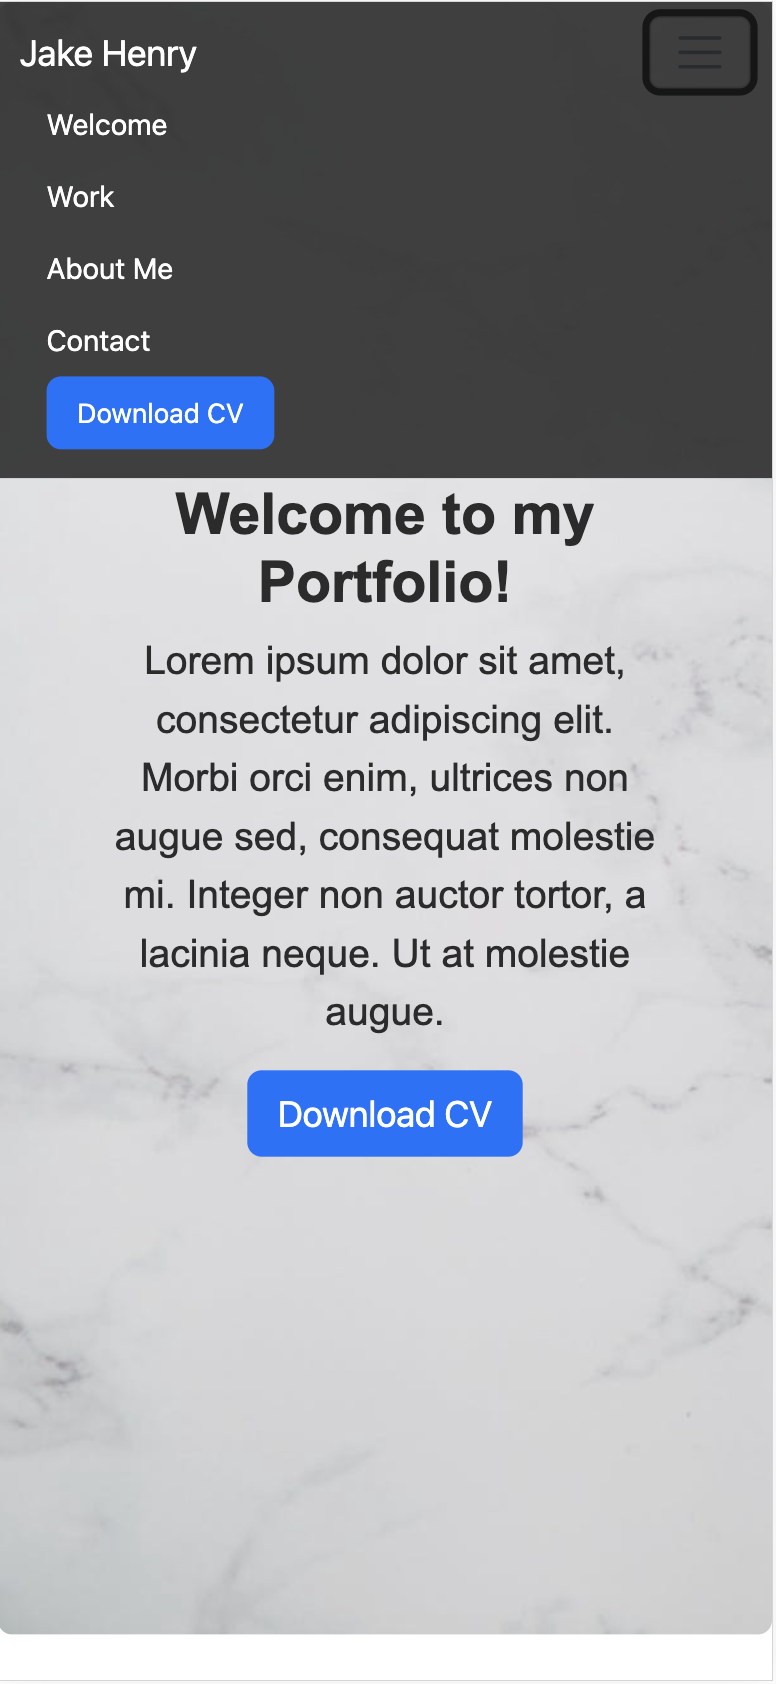 Jake Henry
Welcome
Work
About Me
Contact
Download CV
Welcome to my
Portfolio!
Lorem ipsum dolor sit amet,
consectetur adipiscing elit.
Morbi orci enim, ultrices non
augue sed, consequat molestie
mi. Integer non auctor tortor, a
lacinia neque. Ut at molestie
augue.
Download CV